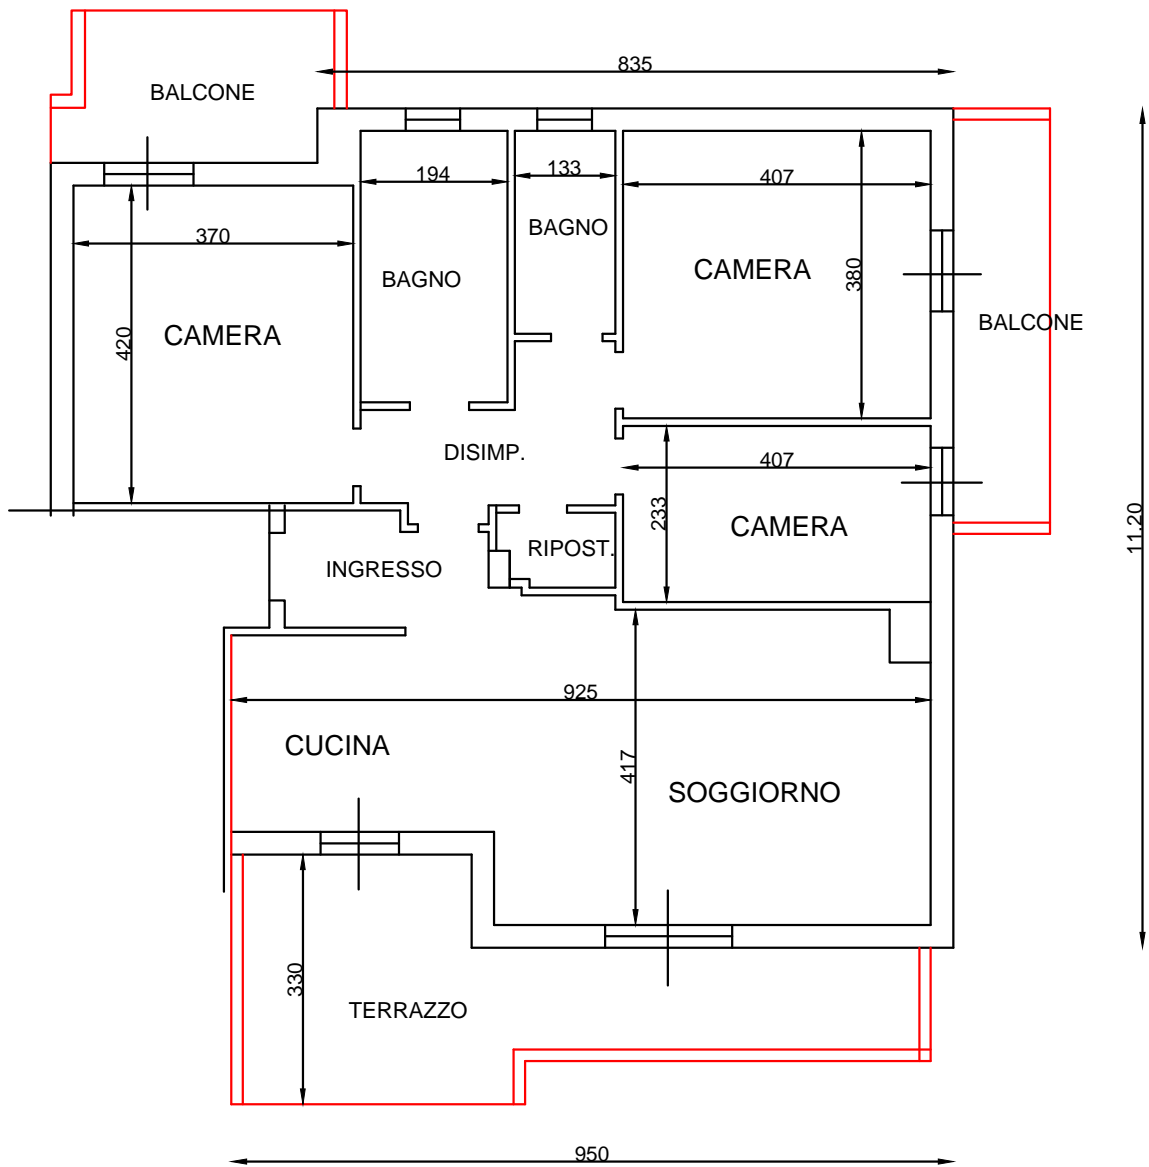 835
BALCONE
194
133
407
BAGNO
370
BAGNO
CAMERA
380
BALCONE
CAMERA
420
DISIMP.
407
233
CAMERA
11.20
RIPOST.
INGRESSO
925
CUCINA
417
SOGGIORNO
330
TERRAZZO
950